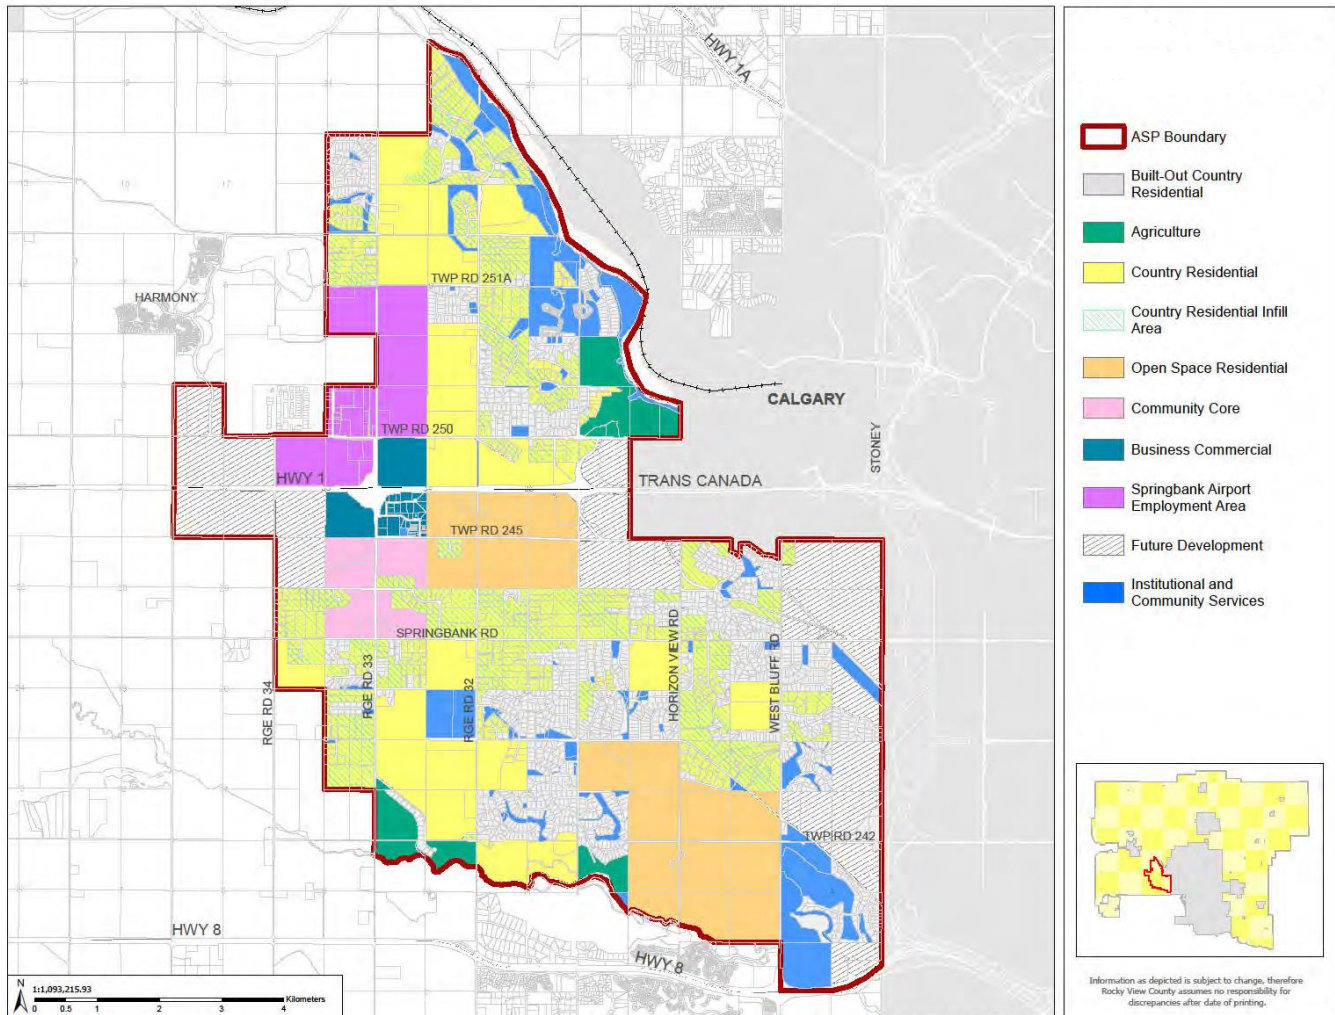 HWY 1A
TWP RD 251A
HARMONY
CALGARY
TWP RD 250
STONEY
HWY 1
TRANS CANADA
TWP RD 245
SPRINGBANK RD
RGE RD 34
RGE RD 33
RGE RD 32
HORIZON VIEW RD
WEST BLUFF RD
TWP RD 242
HWY 8
HWY 8
N
1:1,093,215.93
Kilometers
0 0.5 1 2 3 4
ASP Boundary
Built-Out Country
Residential
Agriculture
Country Residential
Country Residential Infill
Area
Open Space Residential
Community Core
Business Commercial
Springbank Airport
Employment Area
Future Development
Institutional and
Community Services
Information as depicted is subject to change, therefore
Rocky View County assumes no responsibility for
discrepancies after date of printing.